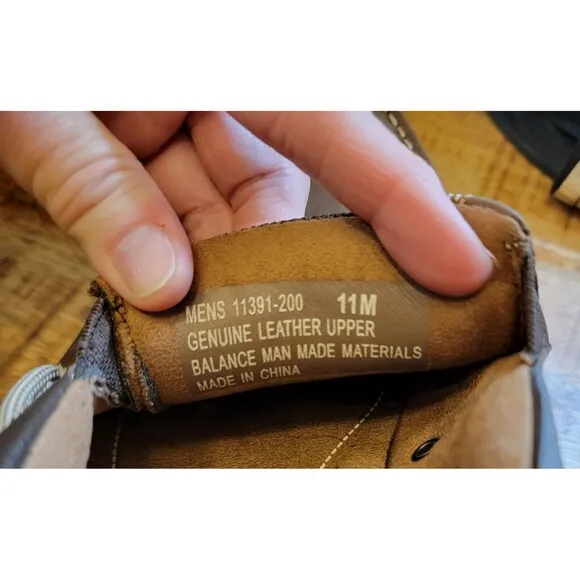 MENS 11391-200 11M
GENUINE LEATHER UPPER
BALANCE MAN MADE MATERIALS
MADE IN CHINA